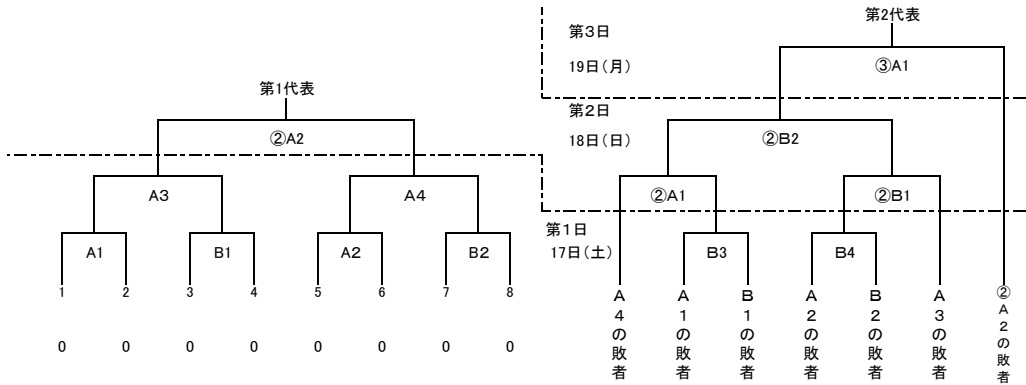 第1代表
②A2
A3
A4
A1
B1
A2
B2
1 2 3 4 5 6 7 8
0 0 0 0 0 0 0 0
第2代表
第3日
19日(月)
③A1
第2日
18日(日)
②B2
②A1
②B1
第1日
17日(土)
B3
B4
A4の敗者
A1の敗者
B1の敗者
A2の敗者
B2の敗者
A3の敗者
②A2の敗者